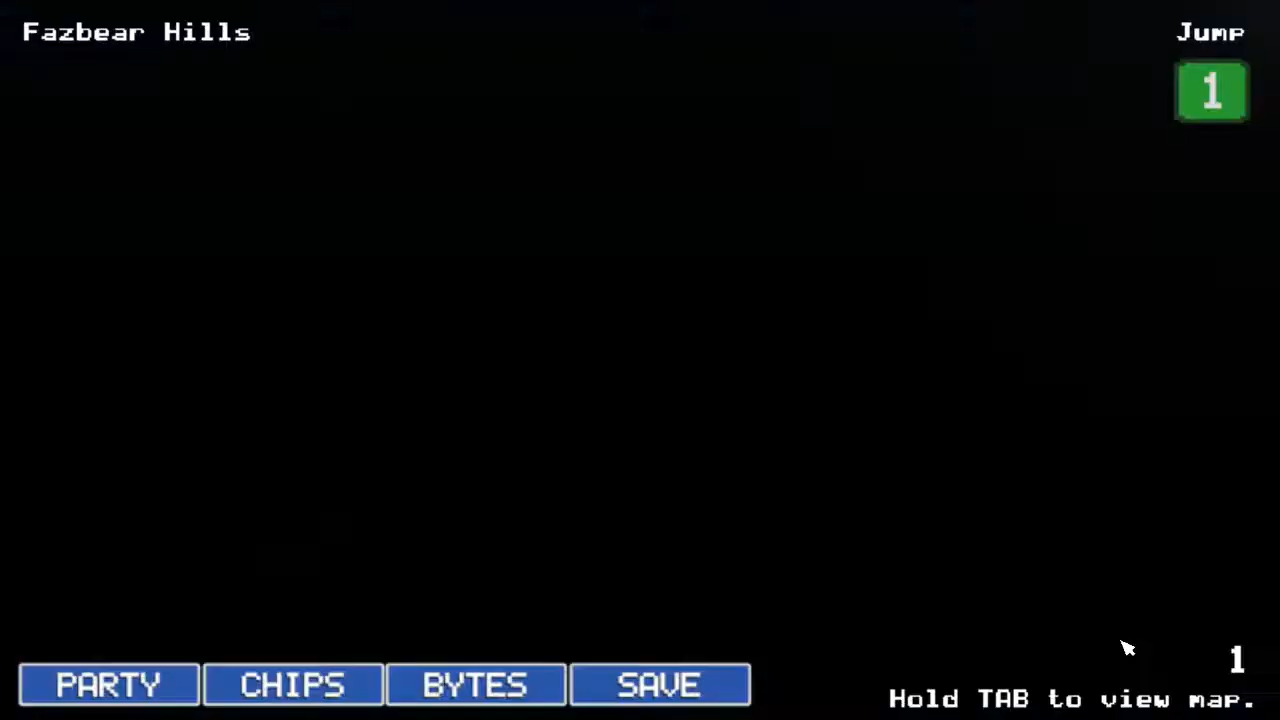 Fazbear Hills
Jump
1
PARTY CHIPS BYTES SAVE
1
Hold TAB to view map.